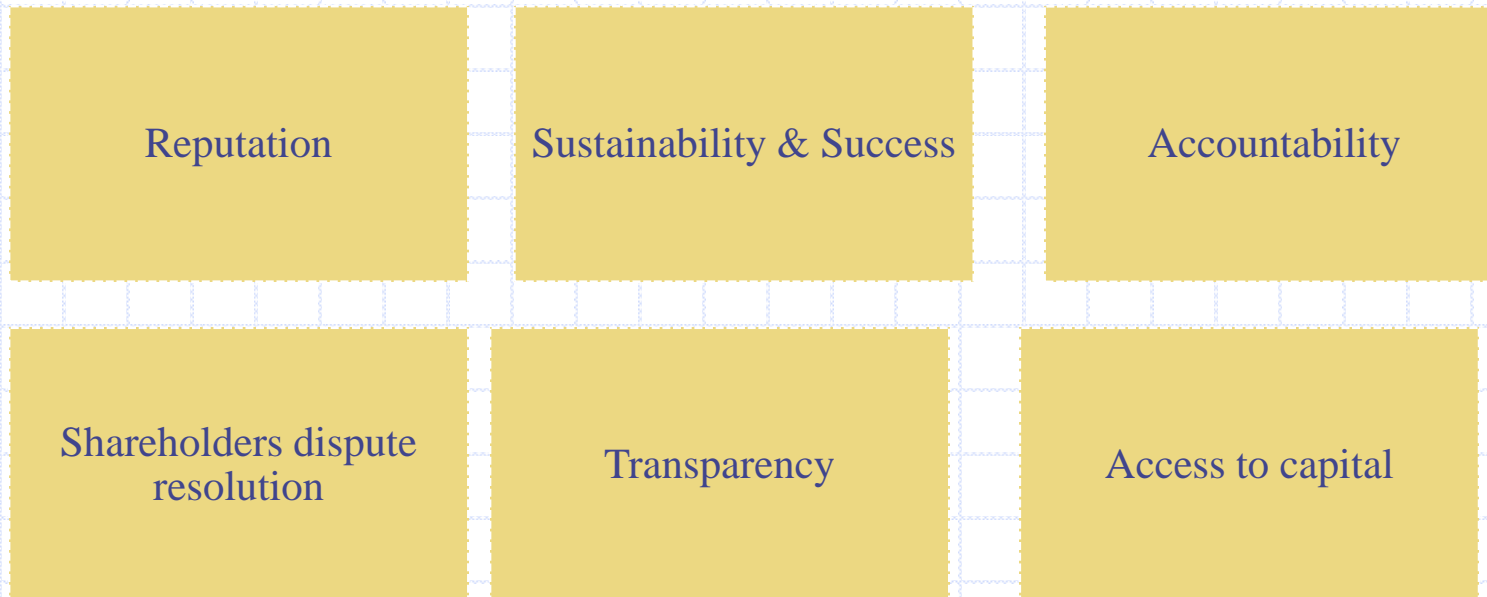 Reputation
Sustainability & Success
Accountability
Shareholders dispute
resolution
Transparency
Access to capital